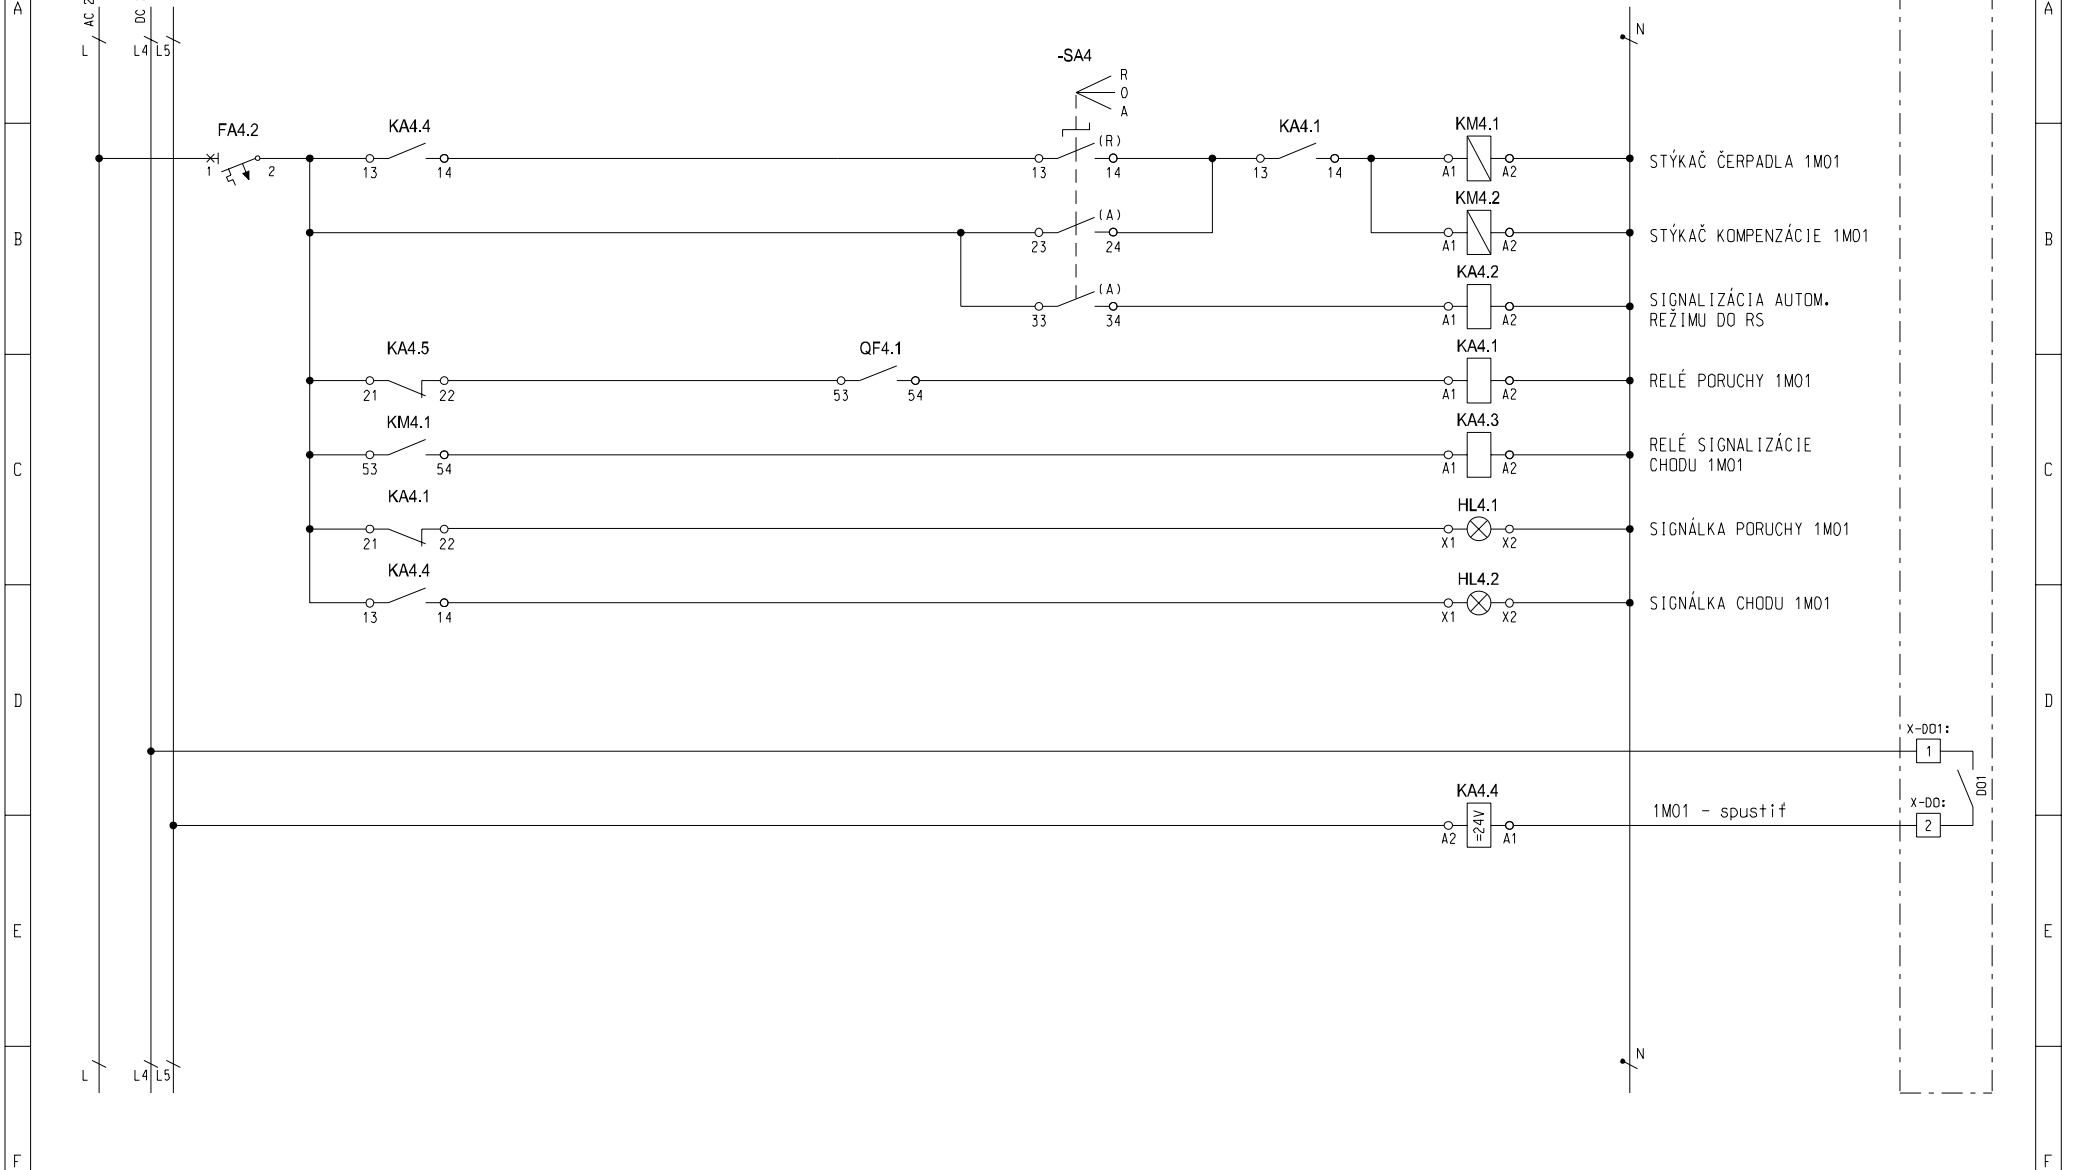 A A
AC 2
DC
L L4 L5 N
-SA4
R
0
A
FA4.2 KA4.4 (R) KA4.1 KM4.1
1 2 13 14 13 14 13 14 A1 A2 STÝKAČ ČERPADLA 1M01
(A) KM4.2
B 23 24 A1 A2 STÝKAČ KOMPENZÁCIE 1M01 B
(A) KA4.2
33 34 A1 A2 SIGNALIZÁCIA AUTOM.
REŽIMU DO RS
KA4.5 QF4.1 KA4.1
21 22 53 54 A1 A2 RELÉ PORUCHY 1M01
KM4.1 KA4.3
C 53 54 A1 A2 RELÉ SIGNALIZÁCIE C
CHODU 1M01
KA4.1 HL4.1
21 22 X1 X2 SIGNÁLKA PORUCHY 1M01
KA4.4 HL4.2
13 14 X1 X2 SIGNÁLKA CHODU 1M01
D D
X-DO1:
1
DO1
KA4.4 1M01 - spustiť X-DO:
A2 =24V A1 2
E E
L L4 L5 N
F F